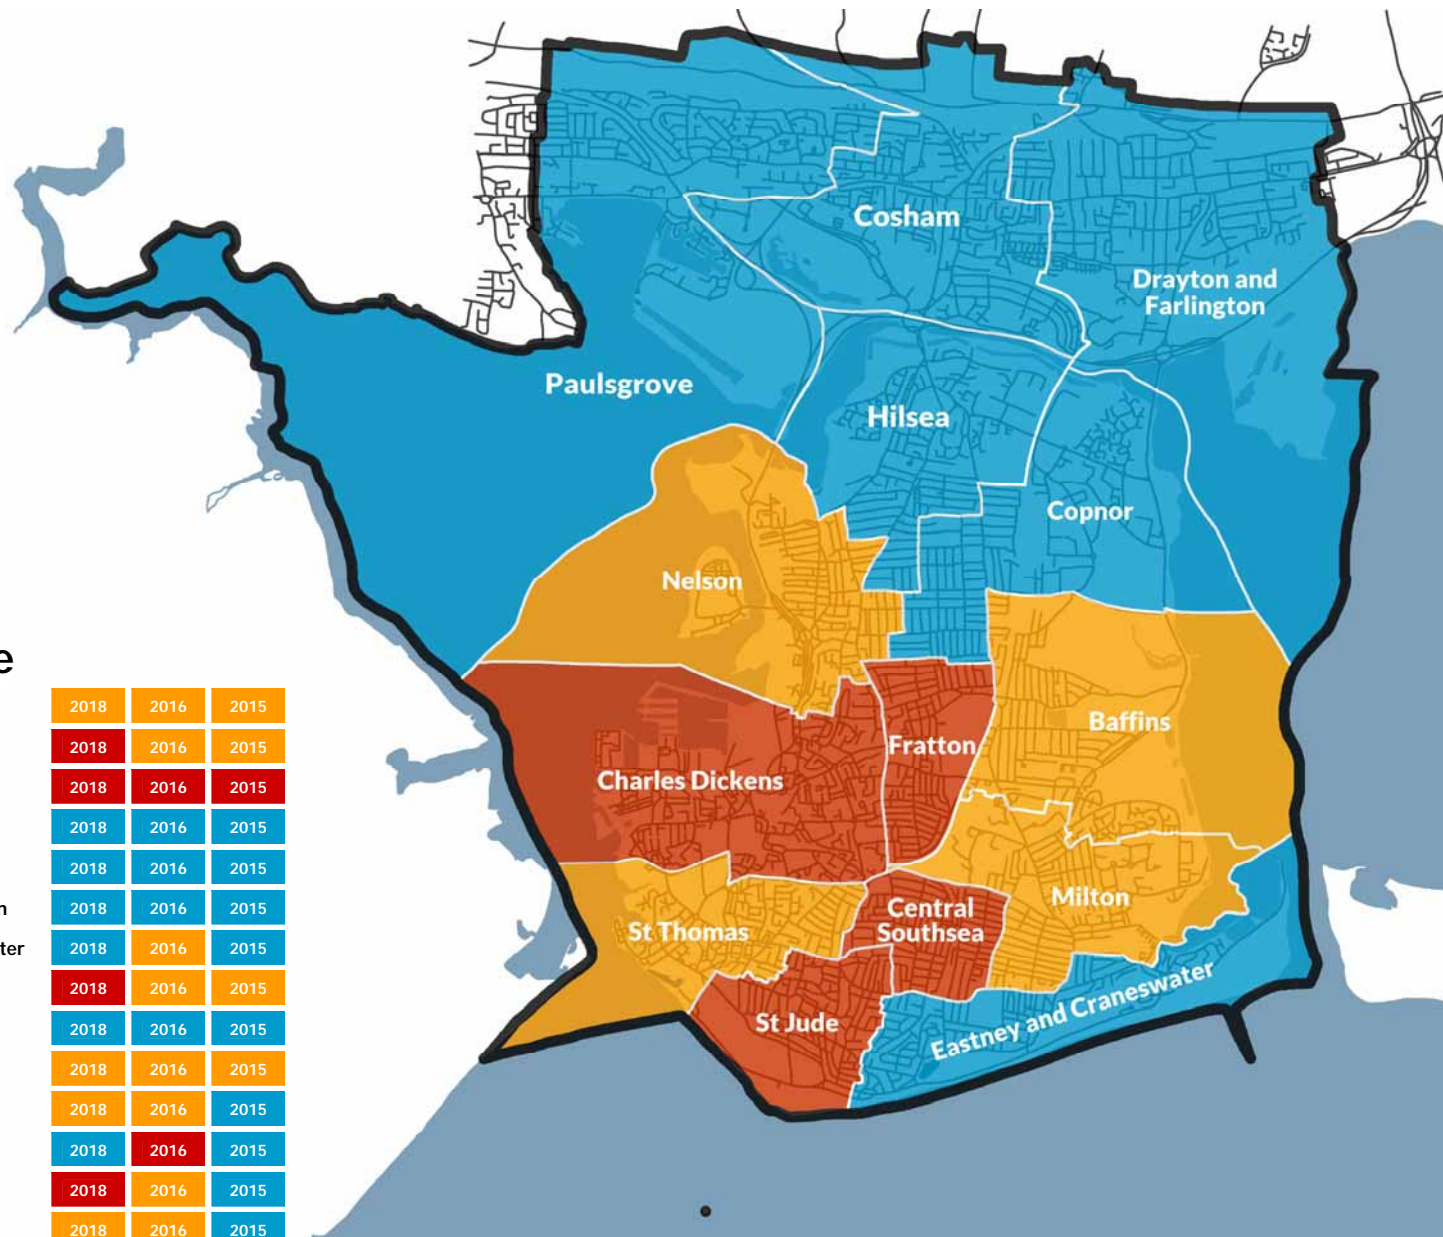 Cosham
Drayton and
Farlington
Paulsgrove
Hilsea
Copnor
Nelson
Baffins
Fratton
Charles Dickens
Milton
Central
Southsea
St Thomas
St Jude
Eastney and Craneswater
e
2018 2016 2015
2018 2016 2015
2018 2016 2015
2018 2016 2015
2018 2016 2015
n 2018 2016 2015
ter 2018 2016 2015
2018 2016 2015
2018 2016 2015
2018 2016 2015
2018 2016 2015
2018 2016 2015
2018 2016 2015
2018 2016 2015